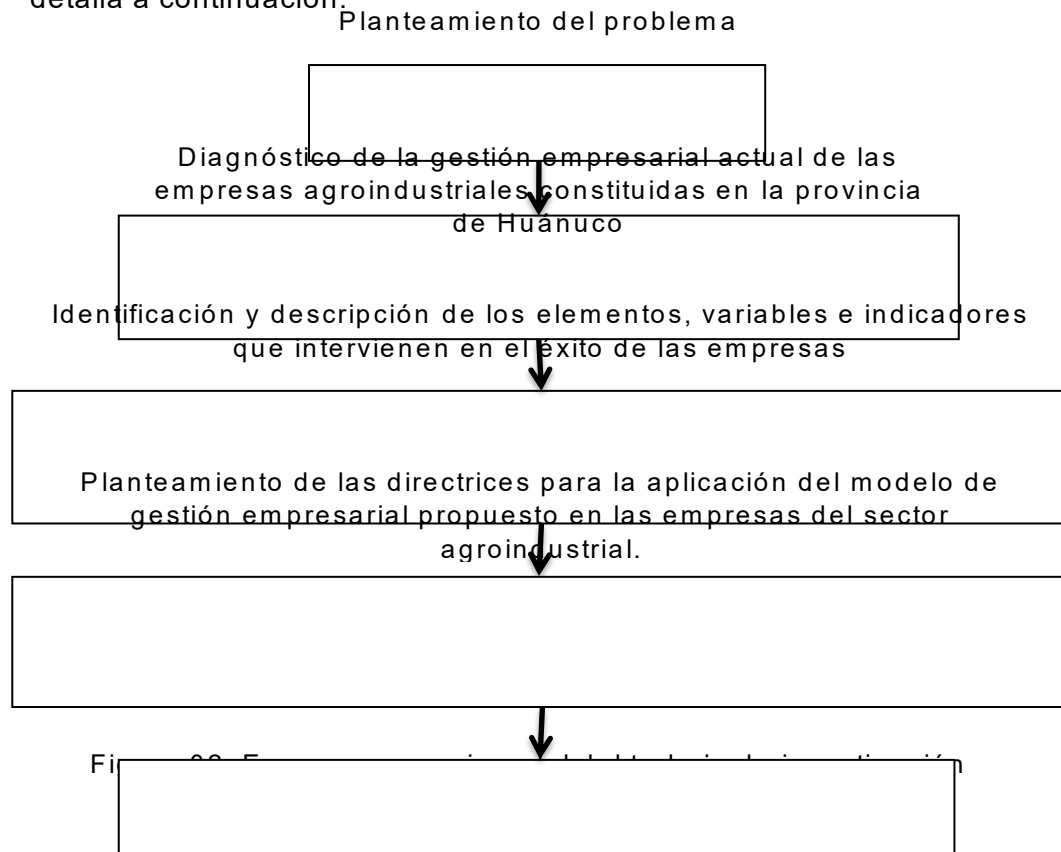 detalla a continuación.
Planteamiento del problema
Diagnóstico de la gestión empresarial actual de las
empresas agroindustriales constituidas en la provincia
de Huánuco
Identificación y descripción de los elementos, variables e indicadores
que intervienen en el éxito de las empresas
Planteamiento de las directrices para la aplicación del modelo de
gestión empresarial propuesto en las empresas del sector
agroindustrial.